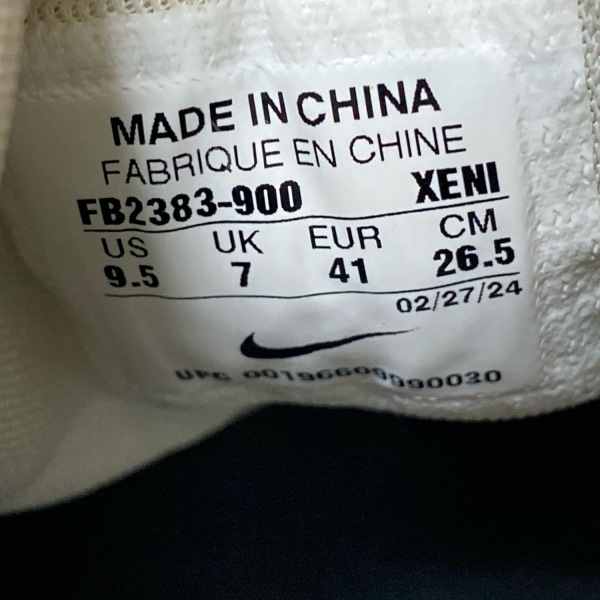 MADE IN CHINA
FABRIQUE EN CHINE
FB2383-900 XENI
US UK EUR CM
9.5 7 41 26.5
02/27/24
UPC